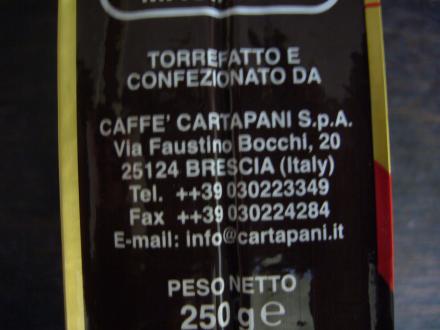 TORREFATTO E
CONFEZIONATO DA
CAFFE' CARTAPANI S.p.A.
Via Faustino Bocchi, 20
25124 BRESCIA (Italy)
Tel. ++39 030223349
Fax ++39 030224284
E-mail: info@cartapani.it
PESO NETTO
250 g e